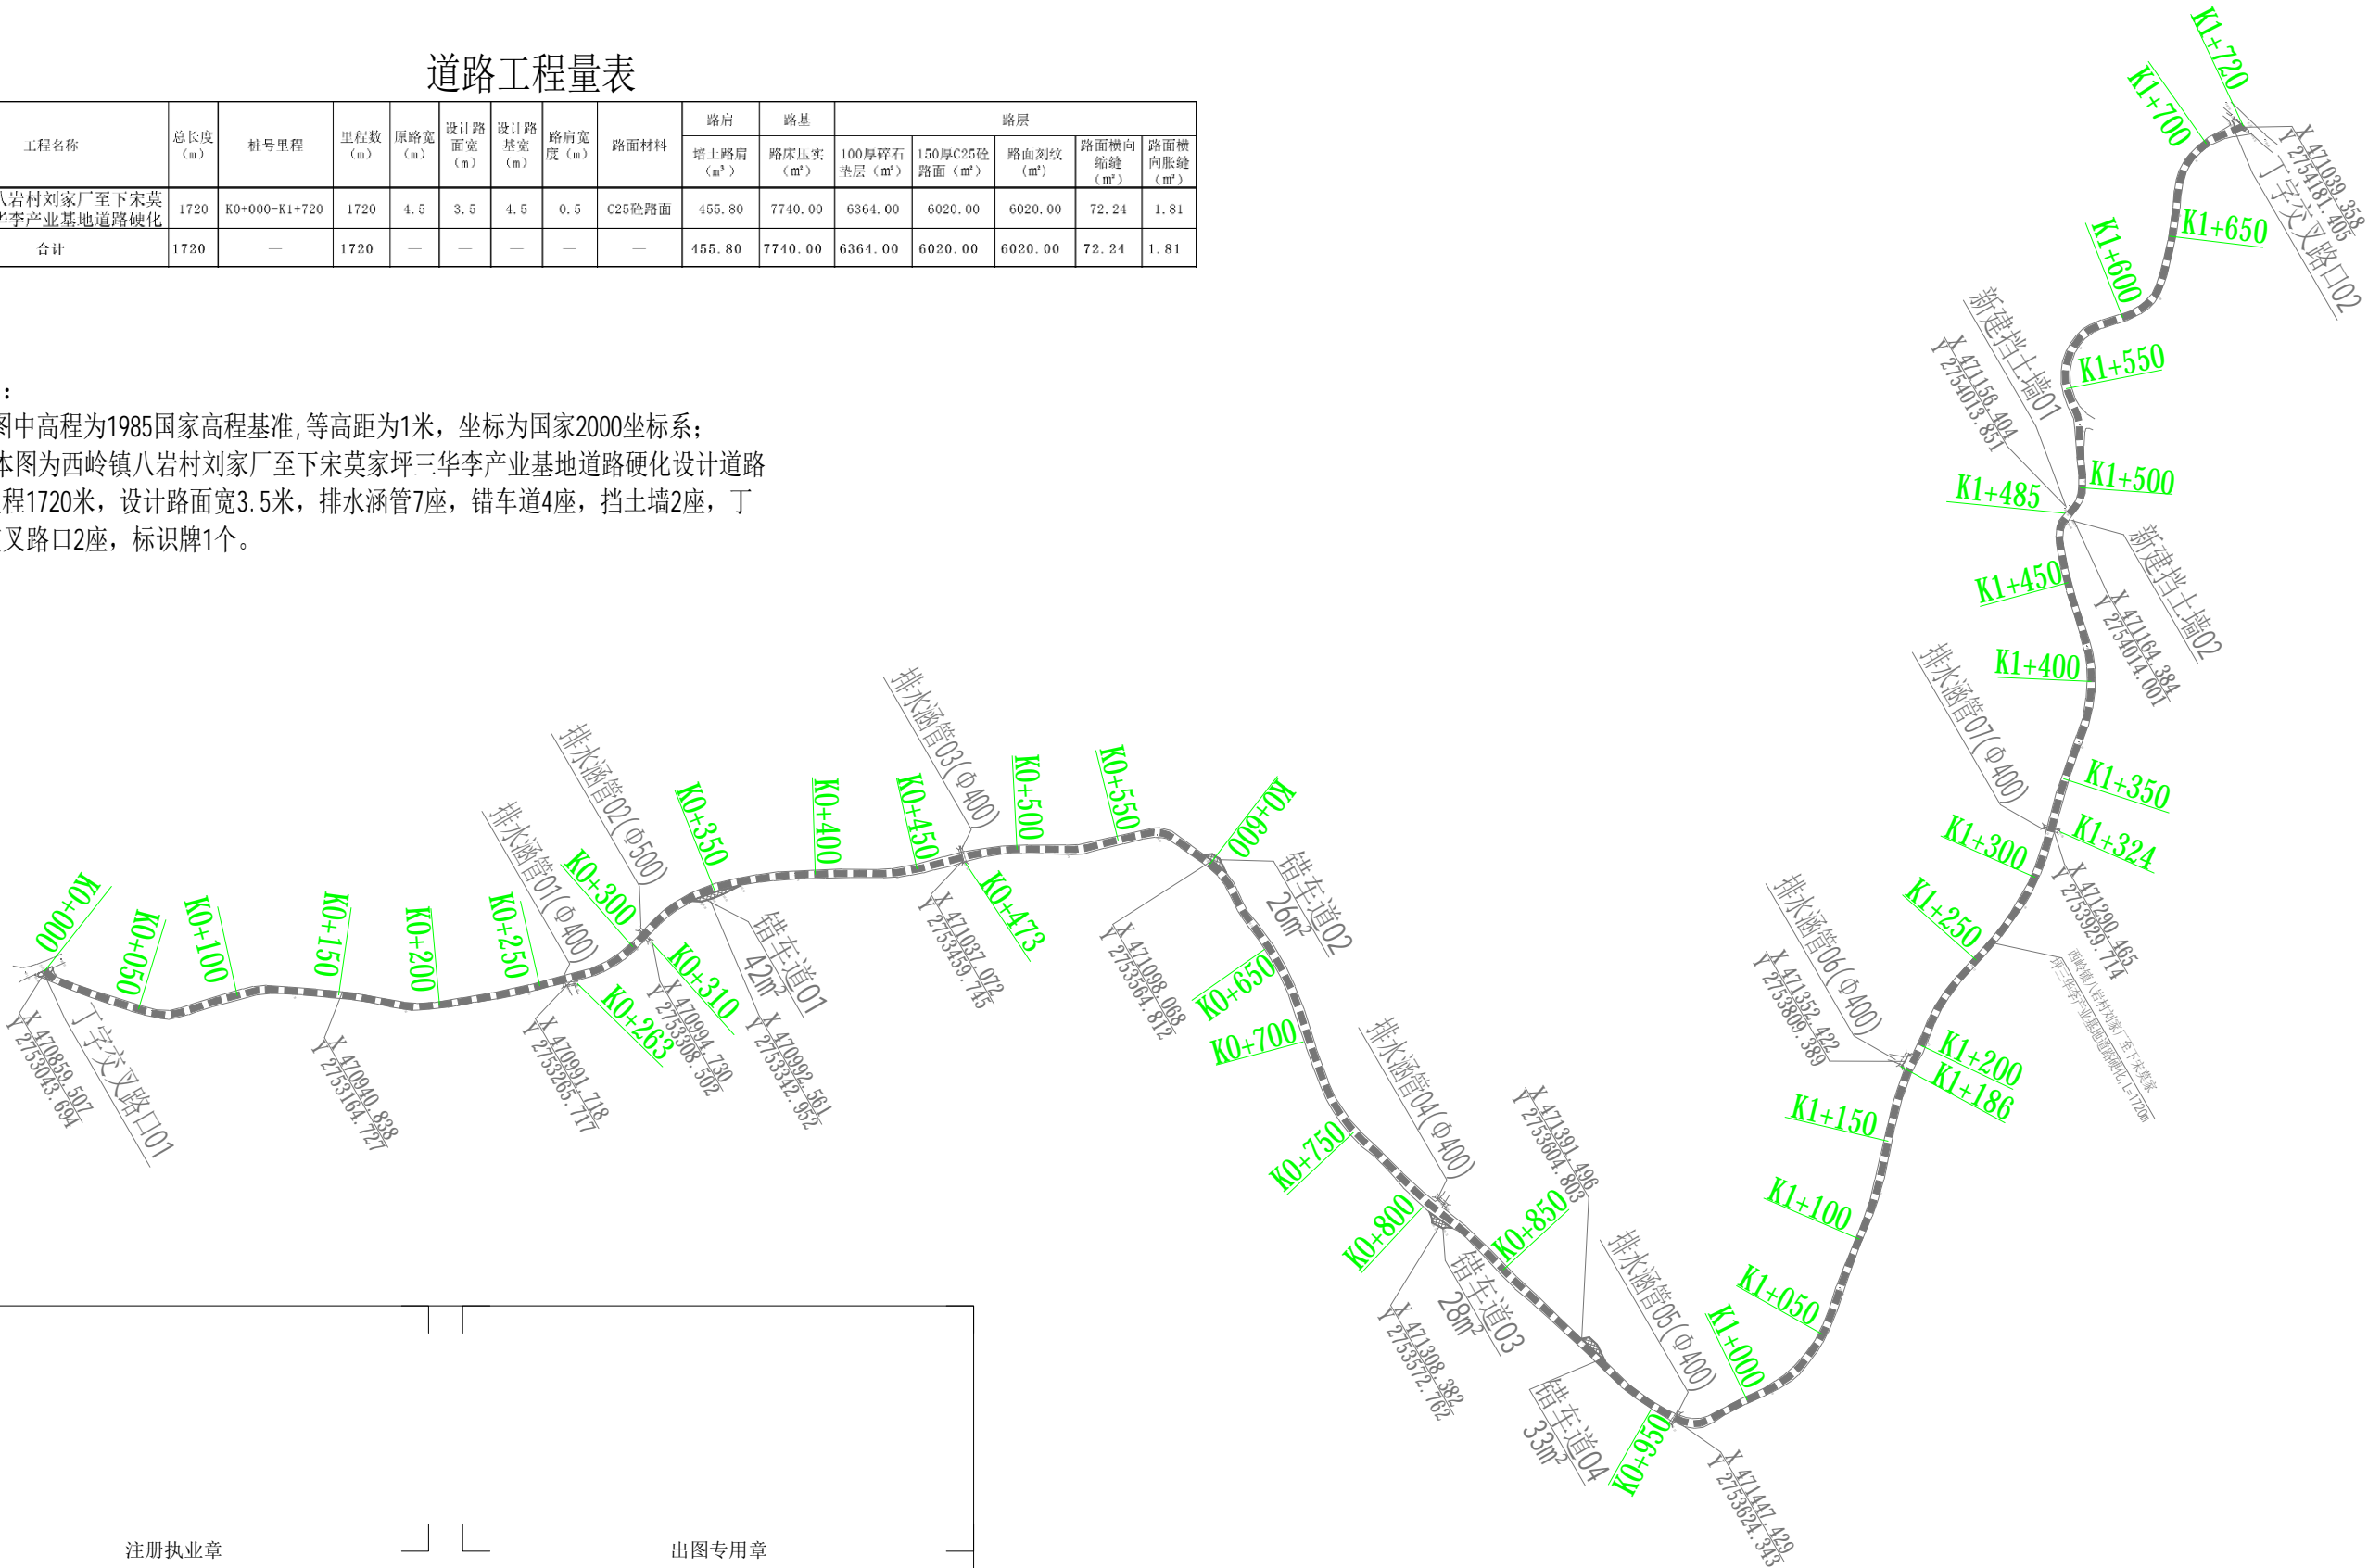 道路工程量表
工程名称 总长度（m） 桩号里程 里程数（m） 原路宽（m） 设计路面宽（m） 设计路基宽（m） 路肩宽度（m） 路面材料 路肩 路基 路层
培土路肩（m³） 路床压实（m²） 100厚碎石垫层（m²） 150厚C25砼路面（m²） 路面刻纹（m²） 路面横向缩缝（m²） 路面横向胀缝（m²）
八岩村刘家厂至下宋莫
华李产业基地道路硬化 1720 K0+000-K1+720 1720 4.5 3.5 4.5 0.5 C25砼路面 455.80 7740.00 6364.00 6020.00 6020.00 72.24 1.81
合计 1720 — 1720 — — — — — 455.80 7740.00 6364.00 6020.00 6020.00 72.24 1.81
：
图中高程为1985国家高程基准,等高距为1米，坐标为国家2000坐标系；
本图为西岭镇八岩村刘家厂至下宋莫家坪三华李产业基地道路硬化设计道路
程1720米，设计路面宽3.5米，排水涵管7座，错车道4座，挡土墙2座，丁
叉路口2座，标识牌1个。
K0+000
X 470859.507
Y 2753043.694
丁字交叉路口01
K0+050
K0+100
K0+150
X 470940.838
Y 2753164.727
K0+200
K0+250
排水涵管01(Φ400)
X 470991.718
Y 2753265.717
K0+263
K0+300
排水涵管02(Φ500)
K0+310
X 470994.730
Y 2753308.502
K0+350
错车道01
42m²
X 470992.561
Y 2753342.952
K0+400
K0+450
排水涵管03(Φ400)
K0+473
X 471037.072
Y 2753459.745
K0+500
K0+550
K0+600
错车道02
26m²
X 471098.068
Y 2753564.812
K0+650
K0+700
K0+750
排水涵管04(Φ400)
K0+800
错车道03
28m²
X 471308.382
Y 2753572.762
K0+850
X 471391.496
Y 2753604.803
错车道04
33m²
排水涵管05(Φ400)
K0+950
X 471447.429
Y 2753624.343
K1+000
K1+050
K1+100
K1+150
K1+186
K1+200
排水涵管06(Φ400)
X 471352.422
Y 2753809.389
西岭镇八岩村刘家厂至下宋莫家
坪三华李产业基地道路硬化,L=1720m
K1+250
K1+300
K1+324
排水涵管07(Φ400)
X 471290.465
Y 2753929.714
K1+350
K1+400
K1+450
K1+485
新建挡土墙01
X 471156.404
Y 2754013.851
新建挡土墙02
X 471164.384
Y 2754014.001
K1+500
K1+550
K1+600
K1+650
K1+700
K1+720
X 471039.358
Y 2754181.405
丁字交叉路口02
注册执业章
出图专用章